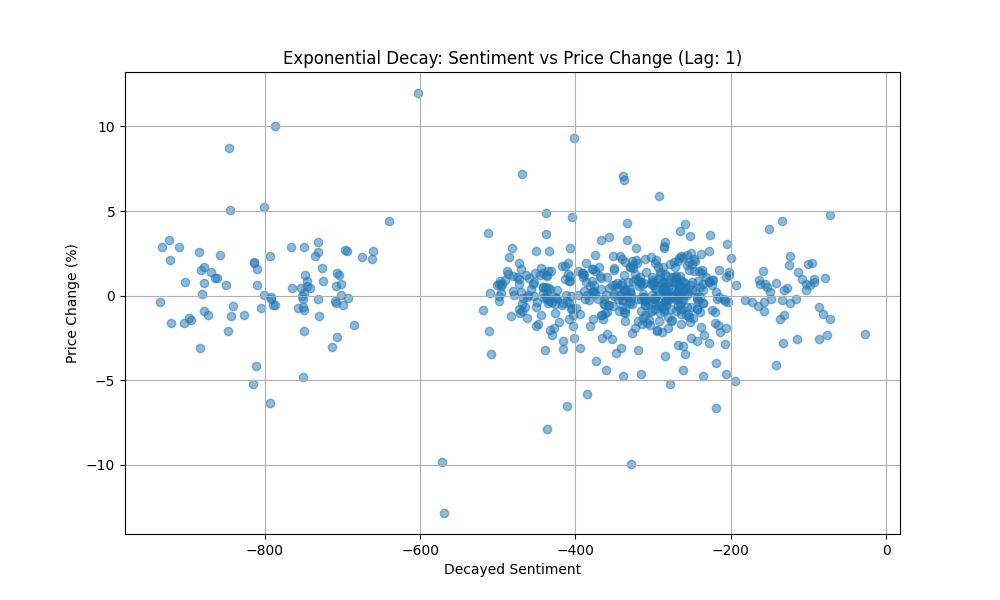 Exponential Decay: Sentiment vs Price Change (Lag: 1)
10
5
0
−5
−10
Price Change (%)
−800 −600 −400 −200 0
Decayed Sentiment